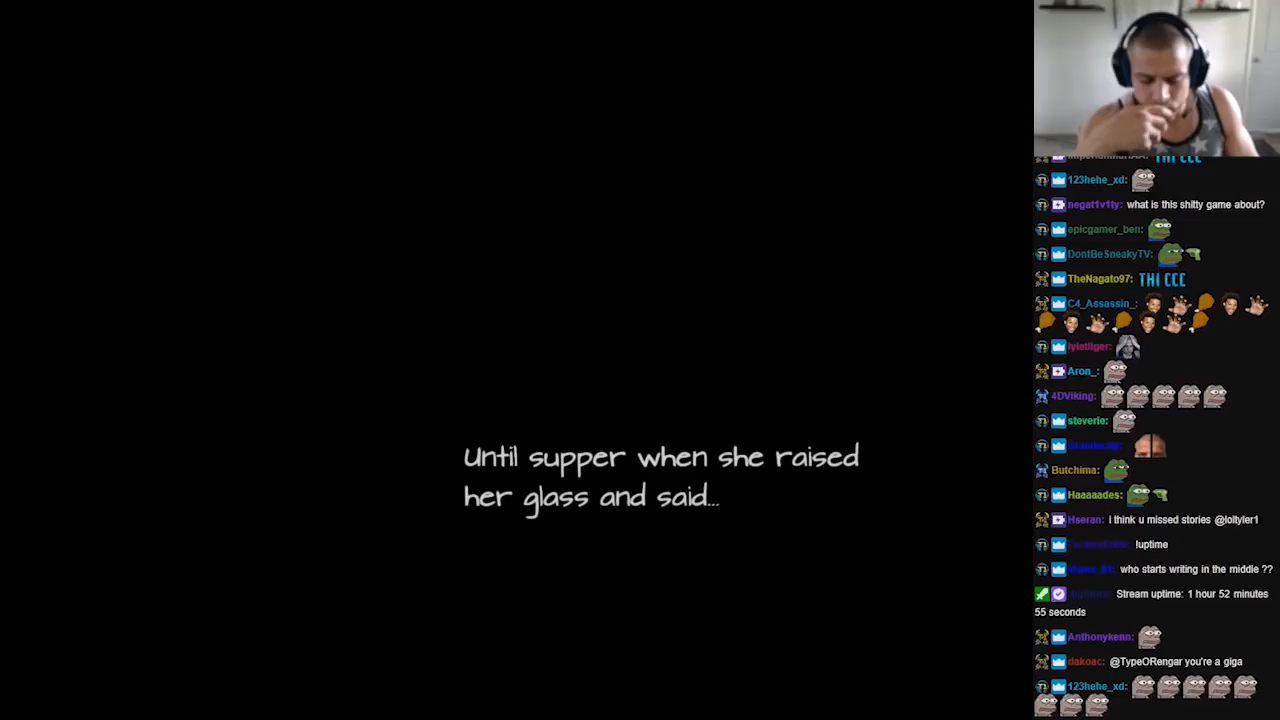 Until supper when she raised
her glass and said...
THI CCC
123hehe_xd:
negat1v1ty: what is this shitty game about?
epicgamer_ben:
DontBeSneakyTV:
TheNagato97: THI CCC
C4_Assassin_:
Aron_:
4DViking:
steverie:
Butchima:
Haaaaades:
Hseran: i think u missed stories @loltyler1
!uptime
who starts writing in the middle ??
Stream uptime: 1 hour 52 minutes
55 seconds
Anthonykenn:
dakoac: @TypeORengar you're a giga
123hehe_xd: